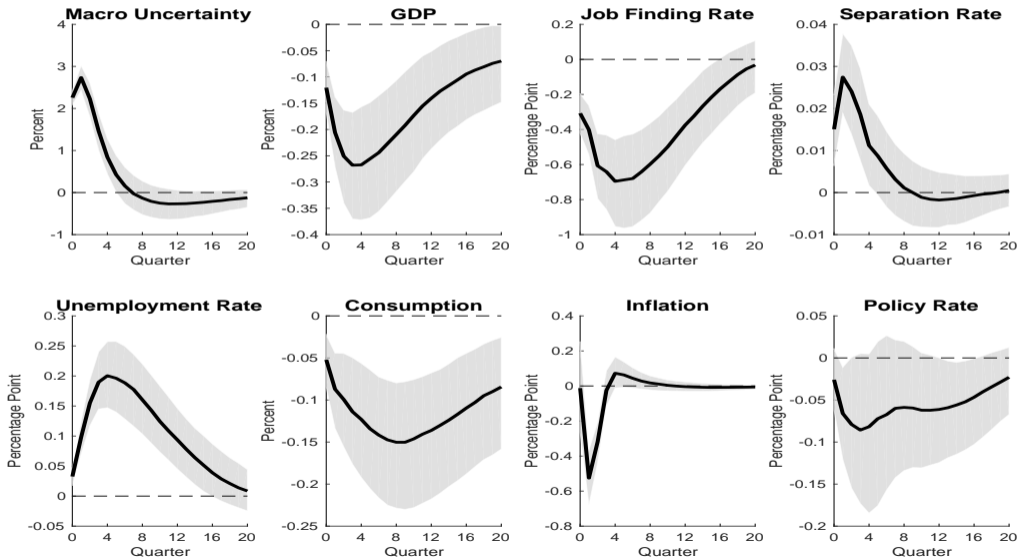 Macro Uncertainty
Percent
4
3
2
1
0
-1
0 4 8 12 16 20
Quarter
GDP
Percent
0
-0.05
-0.1
-0.15
-0.2
-0.25
-0.3
-0.35
-0.4
0 4 8 12 16 20
Quarter
Job Finding Rate
Percentage Point
0.2
0
-0.2
-0.4
-0.6
-0.8
-1
0 4 8 12 16 20
Quarter
Separation Rate
Percentage Point
0.04
0.03
0.02
0.01
0
-0.01
0 4 8 12 16 20
Quarter
Unemployment Rate
Percentage Point
0.3
0.25
0.2
0.15
0.1
0.05
0
-0.05
0 4 8 12 16 20
Quarter
Consumption
Percent
0
-0.05
-0.1
-0.15
-0.2
-0.25
0 4 8 12 16 20
Quarter
Inflation
Percentage Point
0.4
0.2
0
-0.2
-0.4
-0.6
-0.8
0 4 8 12 16 20
Quarter
Policy Rate
Percentage Point
0.05
0
-0.05
-0.1
-0.15
-0.2
0 4 8 12 16 20
Quarter